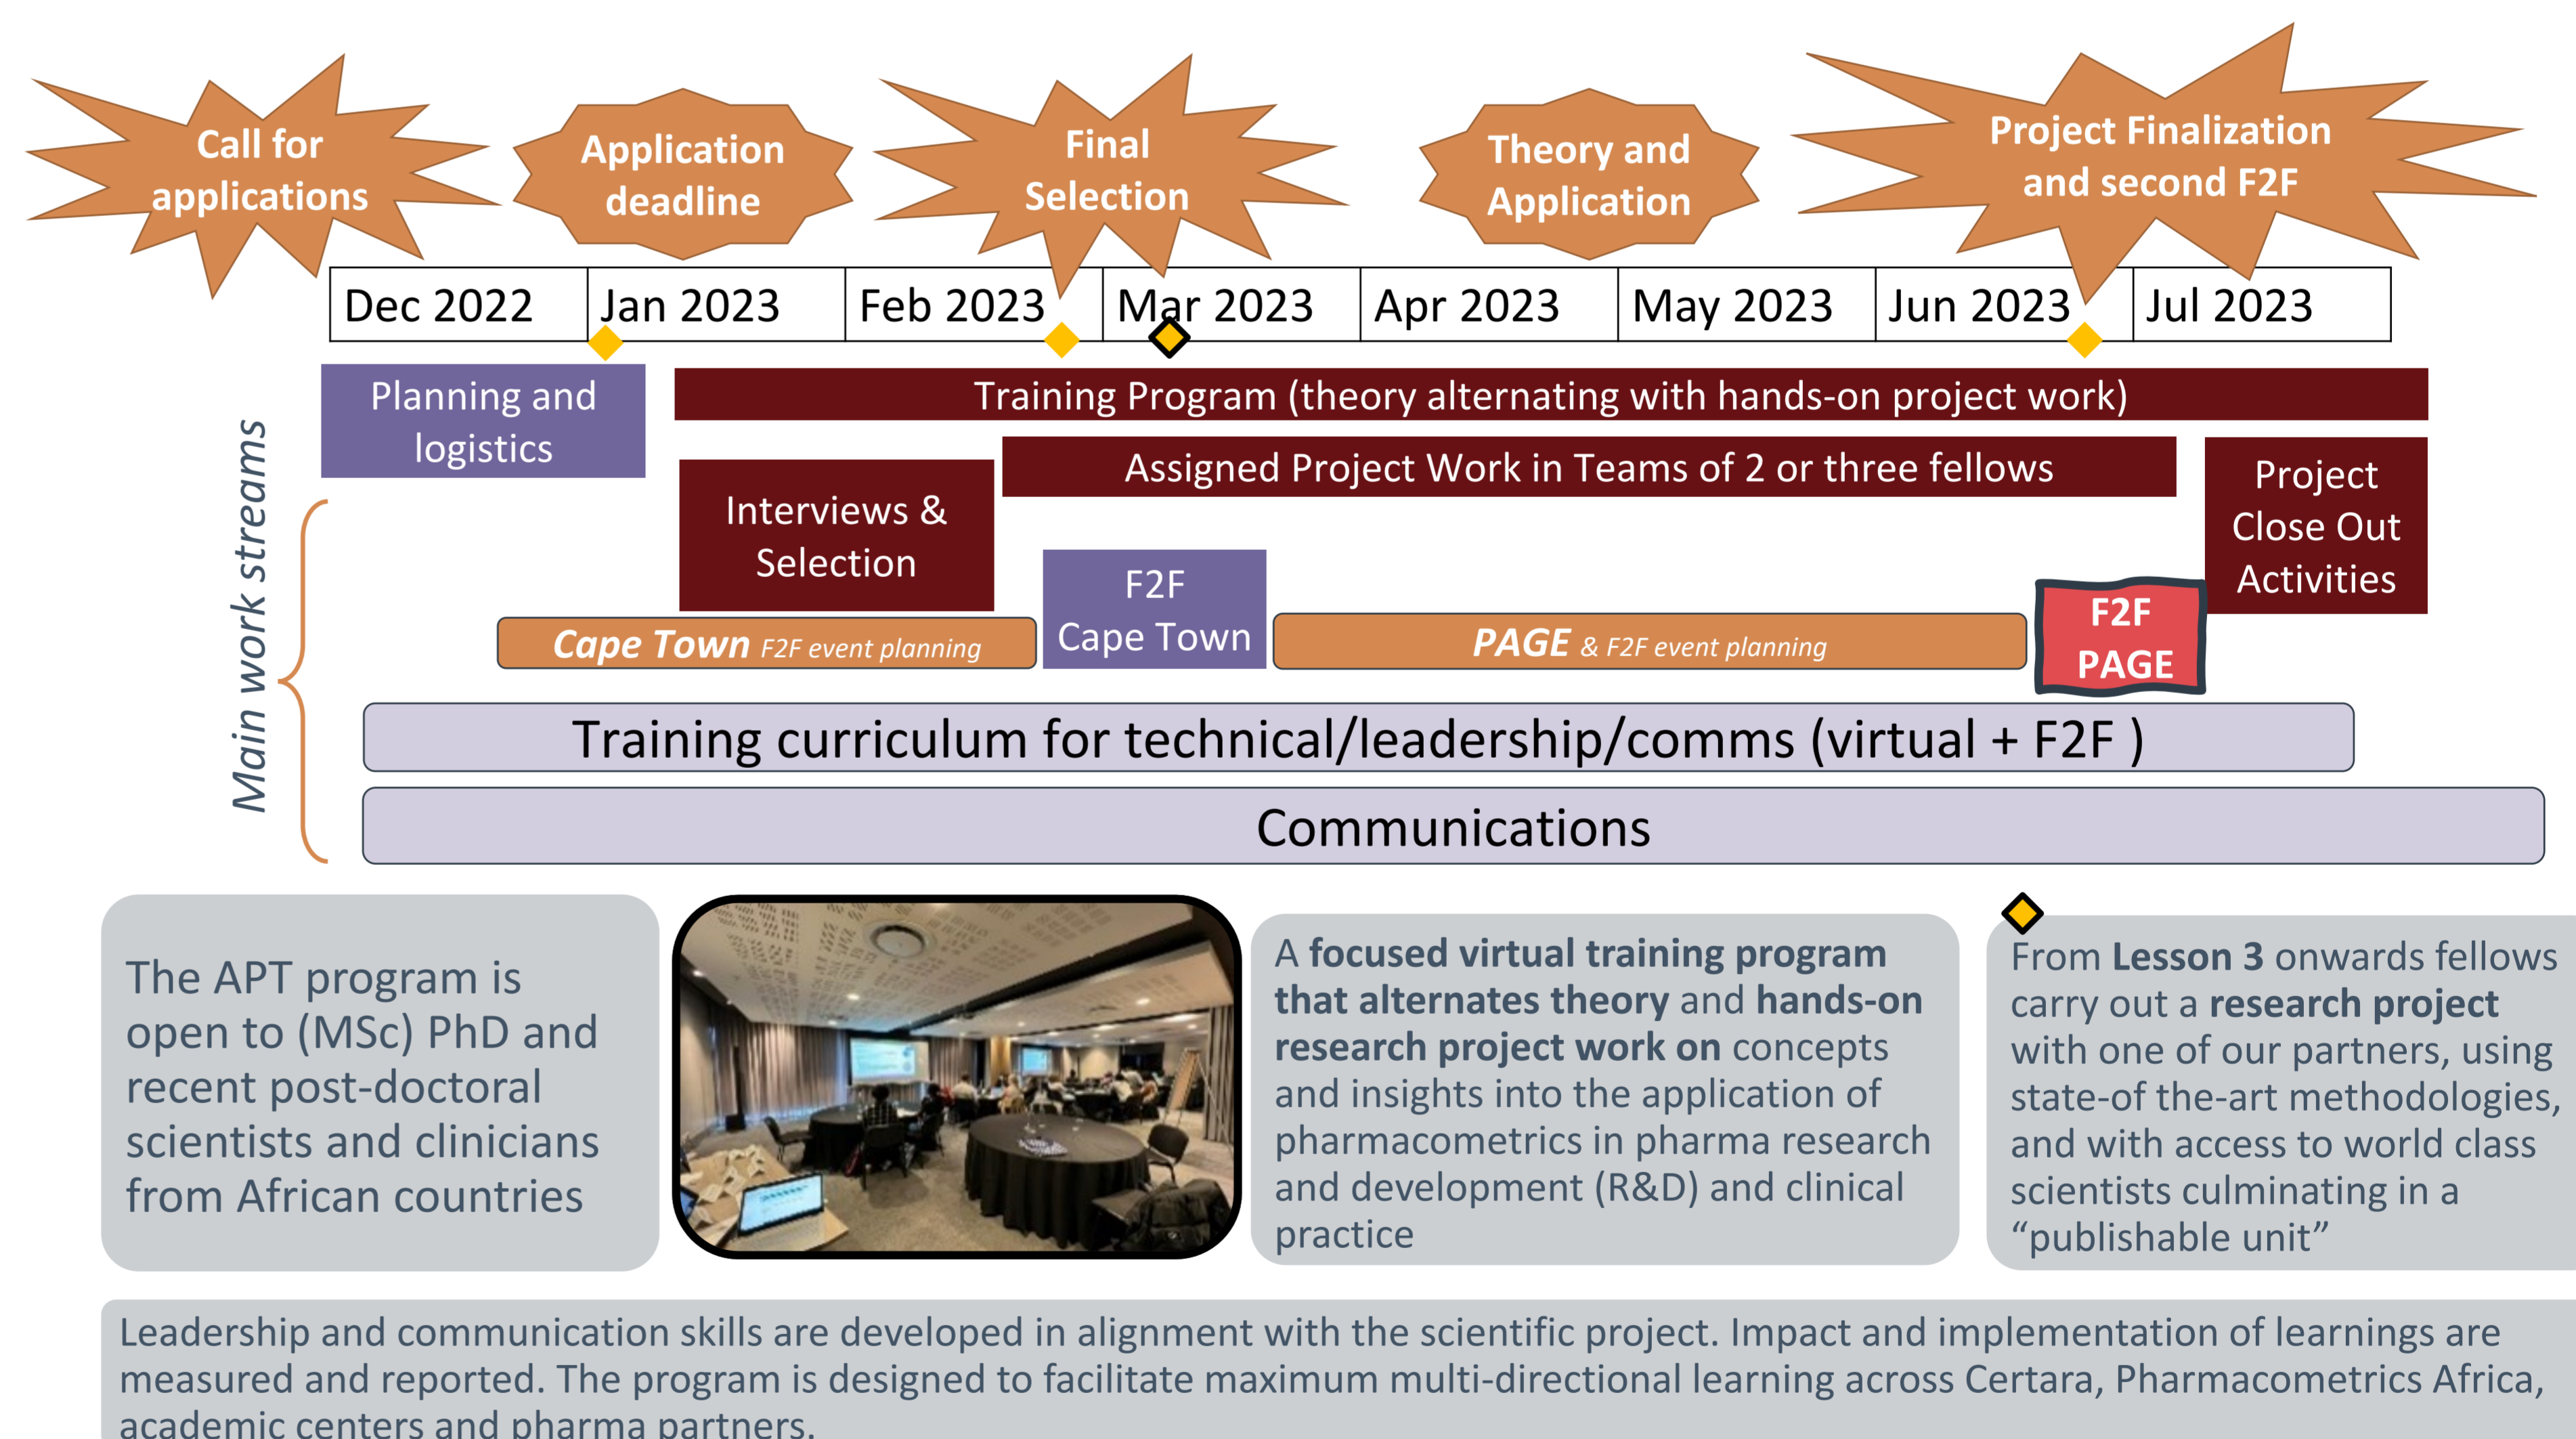 Call for
applications
Application
deadline
Final
Selection
Theory and
Application
Project Finalization
and second F2F
Dec 2022
Jan 2023
Feb 2023
Mar 2023
Apr 2023
May 2023
Jun 2023
Jul 2023
Main work streams
Planning and
logistics
Training Program (theory alternating with hands-on project work)
Assigned Project Work in Teams of 2 or three fellows
Interviews &
Selection
Project
Close Out
Activities
F2F
Cape Town
Cape Town F2F event planning
PAGE & F2F event planning
F2F
PAGE
Training curriculum for technical/leadership/comms (virtual + F2F )
Communications
The APT program is
open to (MSc) PhD and
recent post-doctoral
scientists and clinicians
from African countries
A focused virtual training program
that alternates theory and hands-on
research project work on concepts
and insights into the application of
pharmacometrics in pharma research
and development (R&D) and clinical
practice
From Lesson 3 onwards fellows
carry out a research project
with one of our partners, using
state-of the-art methodologies,
and with access to world class
scientists culminating in a
“publishable unit”
Leadership and communication skills are developed in alignment with the scientific project. Impact and implementation of learnings are
measured and reported. The program is designed to facilitate maximum multi-directional learning across Certara, Pharmacometrics Africa,
academic centers and pharma partners.